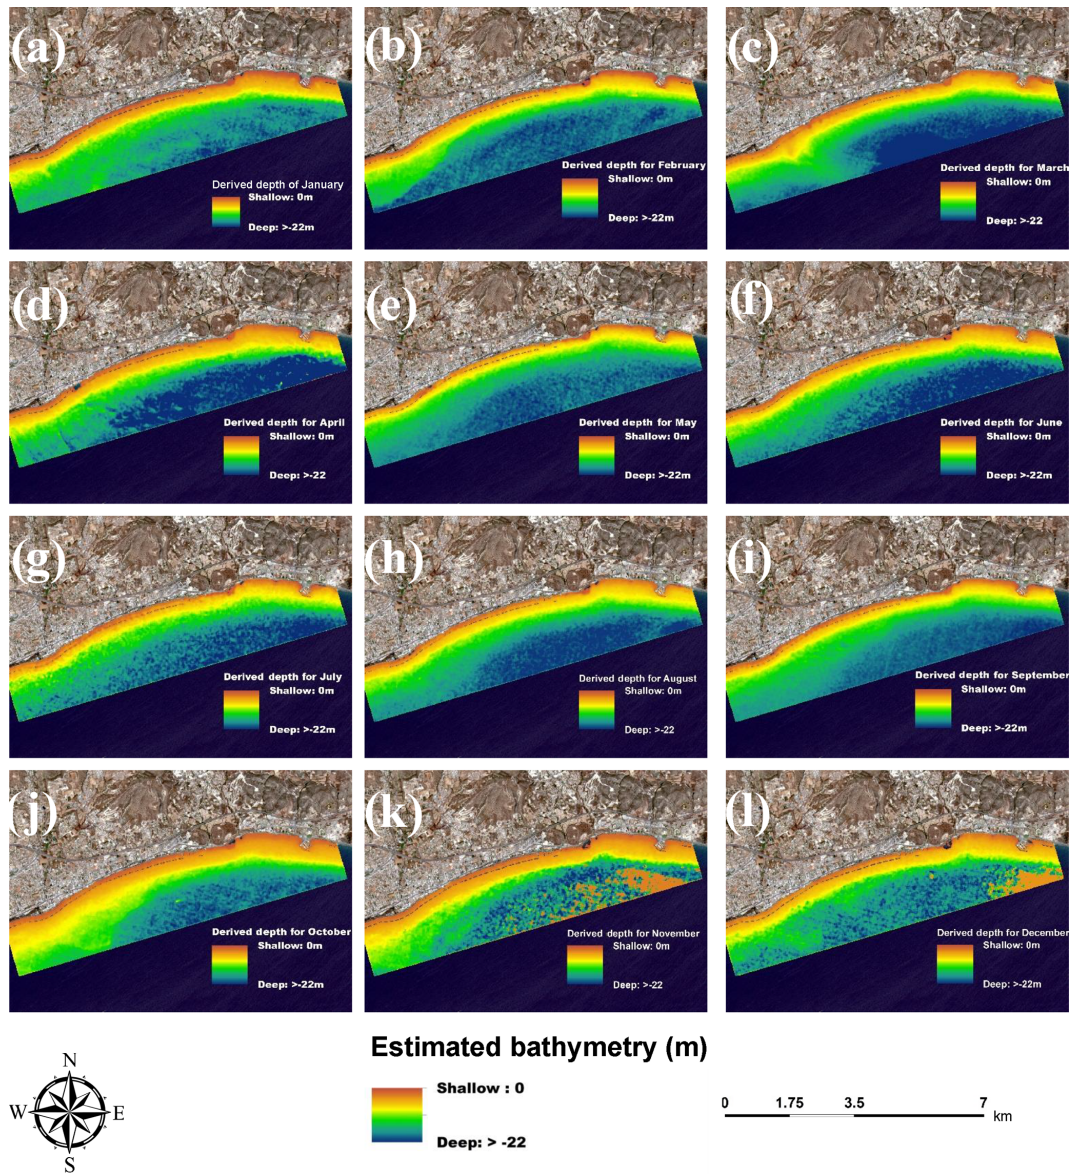 (a)
Derived depth of January
Shallow: 0m
Deep: >-22m
(b)
Derived depth for February
Shallow: 0m
Deep: >-22m
(c)
Derived depth for March
Shallow: 0m
Deep: >-22
(d)
Derived depth for April
Shallow: 0m
Deep: >-22
(e)
Derived depth for May
Shallow: 0m
Deep: >-22m
(f)
Derived depth for June
Shallow: 0m
Deep: >-22m
(g)
Derived depth for July
Shallow: 0m
Deep: >-22m
(h)
Derived depth for August
Shallow: 0m
Deep: >-22
(i)
Derived depth for September
Shallow: 0m
Deep: >-22m
(j)
Derived depth for October
Shallow: 0m
Deep: >-22m
(k)
Derived depth for November
Shallow: 0m
Deep: >-22
(l)
Derived depth for December
Shallow: 0m
Deep: >-22m
N
W E
S
Estimated bathymetry (m)
Shallow : 0
Deep: > -22
0 1.75 3.5 7
km